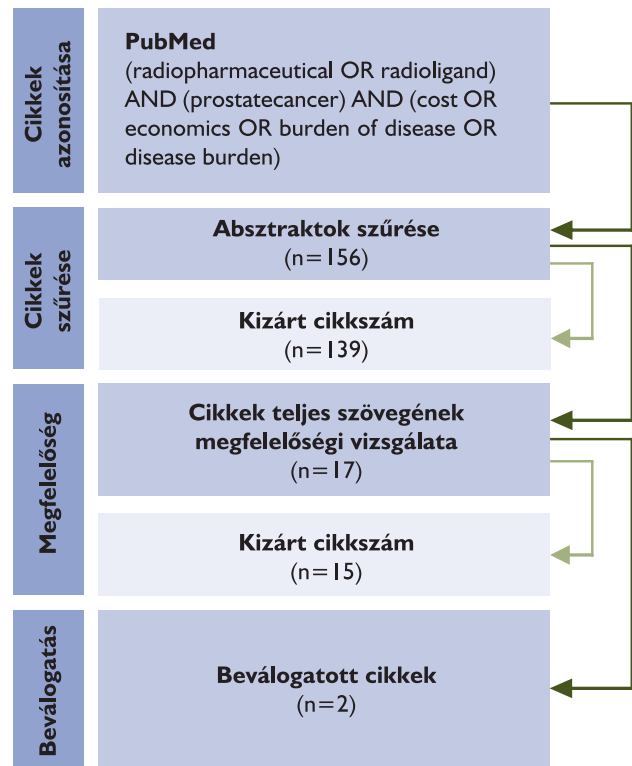 Cikkek
azonosítása
PubMed
(radiopharmaceutical OR radioligand)
AND (prostatecancer) AND (cost OR
economics OR burden of disease OR
disease burden)
Cikkek
szűrése
Absztraktok szűrése
(n=156)
Kizárt cikkszám
(n=139)
Megfelelőség
Cikkek teljes szövegének
megfelelőségi vizsgálata
(n=17)
Kizárt cikkszám
(n=15)
Beválogatás
Beválogatott cikkek
(n=2)